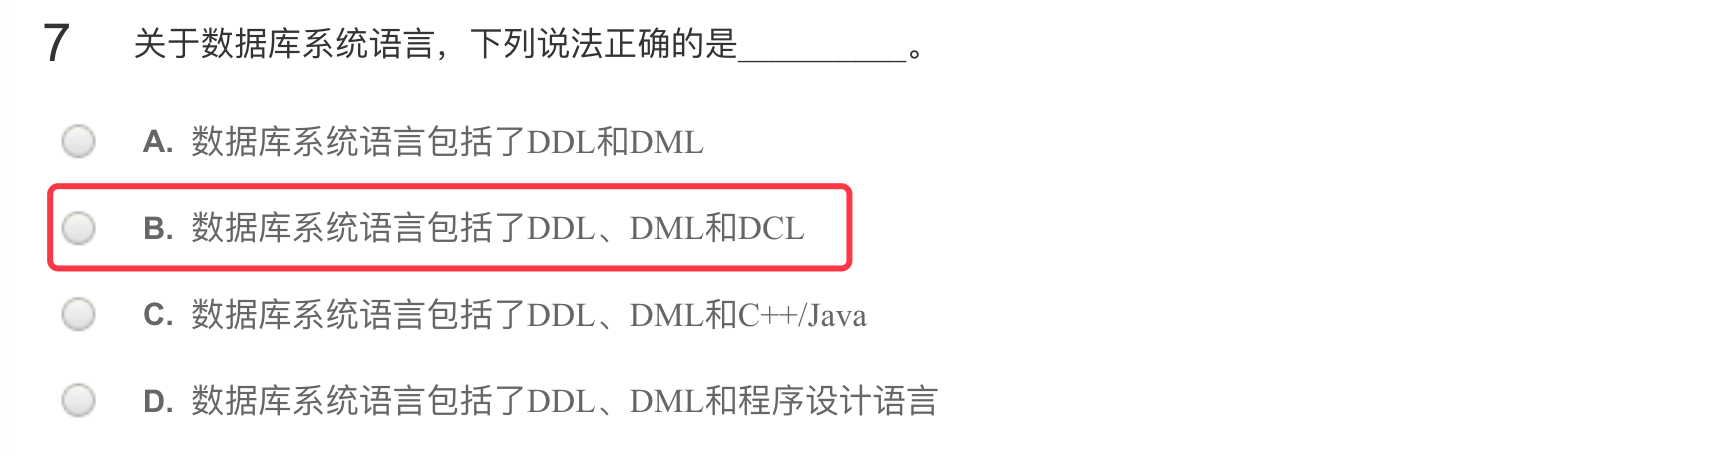 7 关于数据库系统语言，下列说法正确的是__________。
A. 数据库系统语言包括了DDL和DML
B. 数据库系统语言包括了DDL、DML和DCL
C. 数据库系统语言包括了DDL、DML和C++/Java
D. 数据库系统语言包括了DDL、DML和程序设计语言